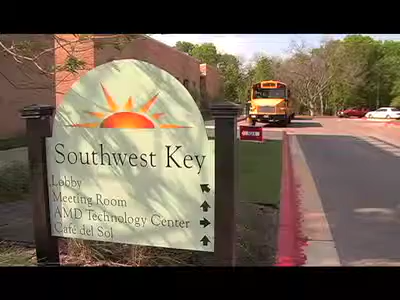 Southwest Key
Lobby
Meeting Room
AMD Technology Center
Café del Sol